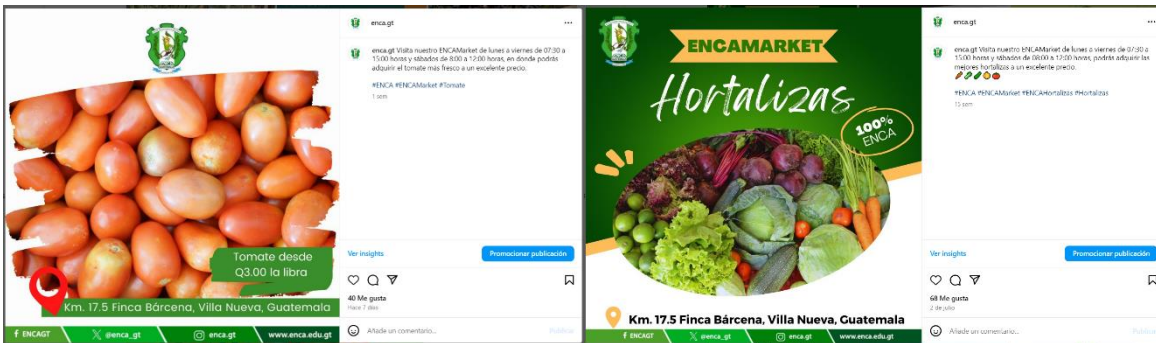 enca.gt
enca.gt Visita nuestro ENCAMarket de lunes a viernes de 07:30 a
15:00 horas y sábados de 8:00 a 12:00 horas, en donde podrás
adquirir el tomate más fresco a un excelente precio.
#ENCA #ENCAMarket #Tomate
1 sem
Tomate desde
Q3.00 la libra
Km. 17.5 Finca Bárcena, Villa Nueva, Guatemala
ENCAGT
@enca_gt
enca.gt
www.enca.edu.gt
Ver insights
Promocionar publicación
40 Me gusta
Hace 7 días
Añade un comentario...
Publicar
ENCAMARKET
Hortalizas
100%
ENCA
Km. 17.5 Finca Bárcena, Villa Nueva, Guatemala
ENCAGT
@enca_gt
enca.gt
www.enca.edu.gt
enca.gt
enca.gt Visita nuestro ENCAMarket de lunes a viernes de 07:30 a
15:00 horas y sábados de 08:00 a 12:00 horas, podrás adquirir las
mejores hortalizas a un excelente precio.
#ENCA #ENCAMarket #ENCAHortalizas #Hortalizas
15 sem
Ver insights
Promocionar publicación
68 Me gusta
2 de julio
Añade un comentario...
Publicar